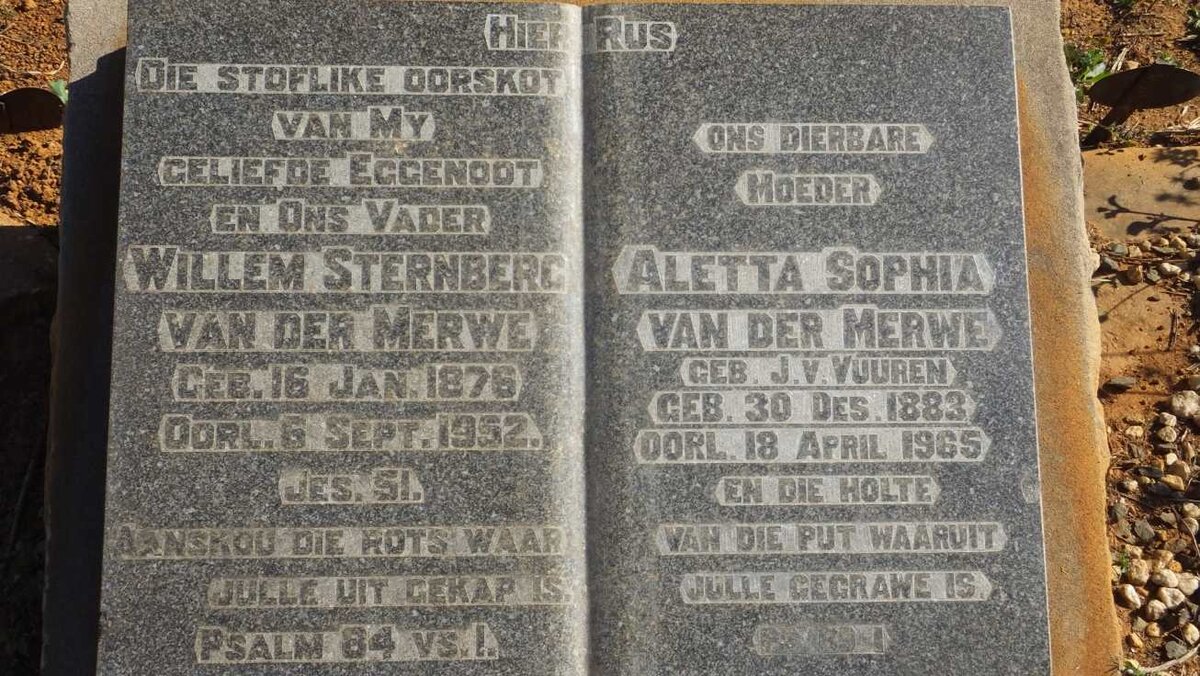 HIER RUS
DIE STOFLIKE OORSKOT
VAN MY
GELIEFDE EGGENOOT
EN ONS VADER
WILLEM STERNBERG
VAN DER MERWE
GEB. 16 JAN. 1876
OORL. 6 SEPT. 1952.
JES. 51.
AANSKOU DIE ROTS WAAR
JULLE UIT GEKAP IS.
PSALM 84 VS. 1.
ONS DIERBARE
MOEDER
ALETTA SOPHIA
VAN DER MERWE
GEB. J. V. VUUREN
GEB. 30 DES. 1883
OORL. 18 APRIL 1965
EN DIE HOLTE
VAN DIE PUT WAARUIT
JULLE GEGRAWE IS.